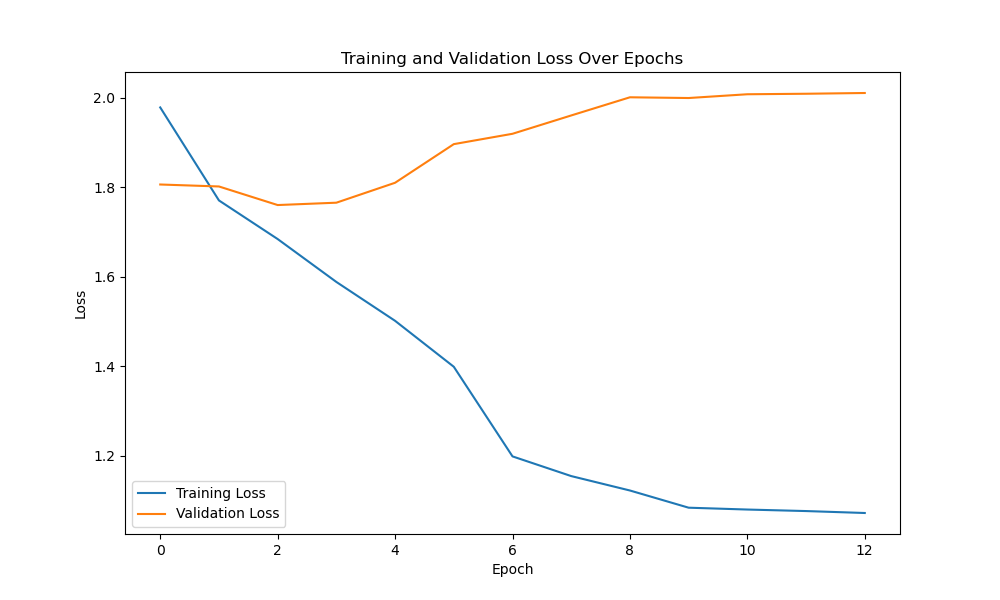 Training and Validation Loss Over Epochs
2.0
1.8
1.6
1.4
1.2
Loss
Training Loss
Validation Loss
0 2 4 6 8 10 12
Epoch